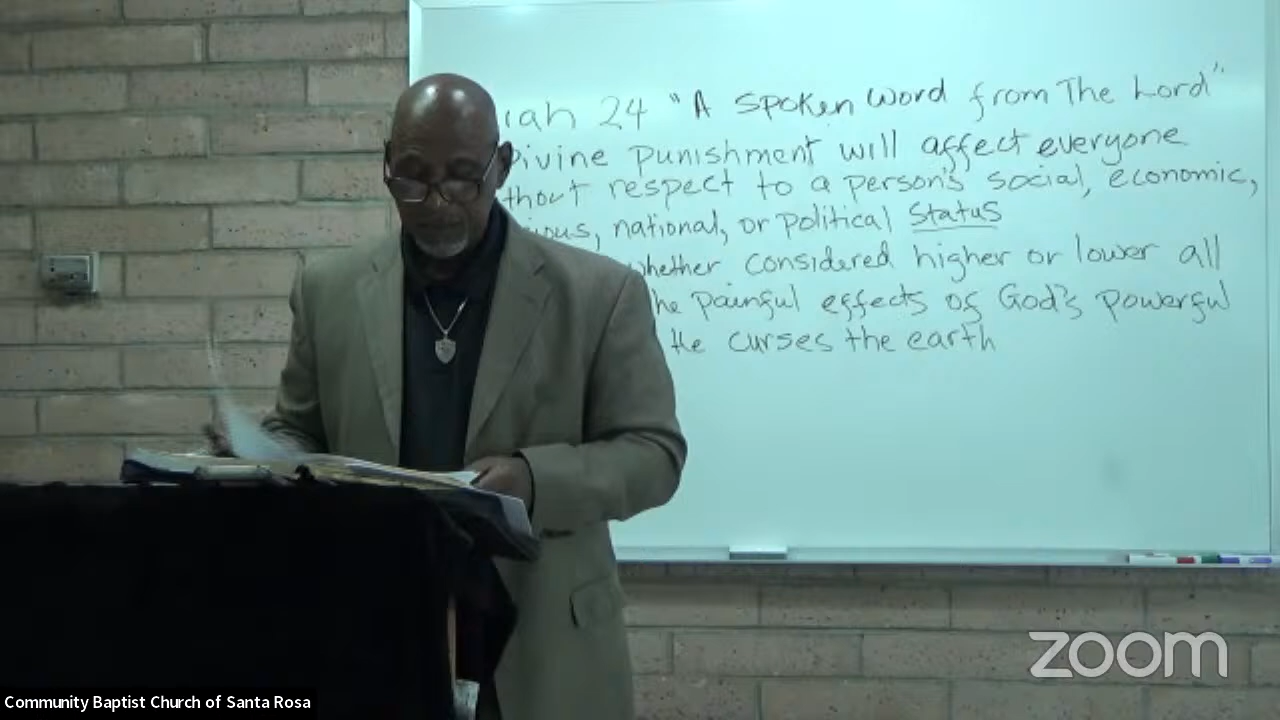 iah 24 "A Spoken Word from The Lord"
Divine Punishment will affect everyone
thout respect to a person's social, economic,
ious, national, or political Status
whether considered higher or lower all
he painful effects of God's powerful
He curses the earth
zoom
Community Baptist Church of Santa Rosa